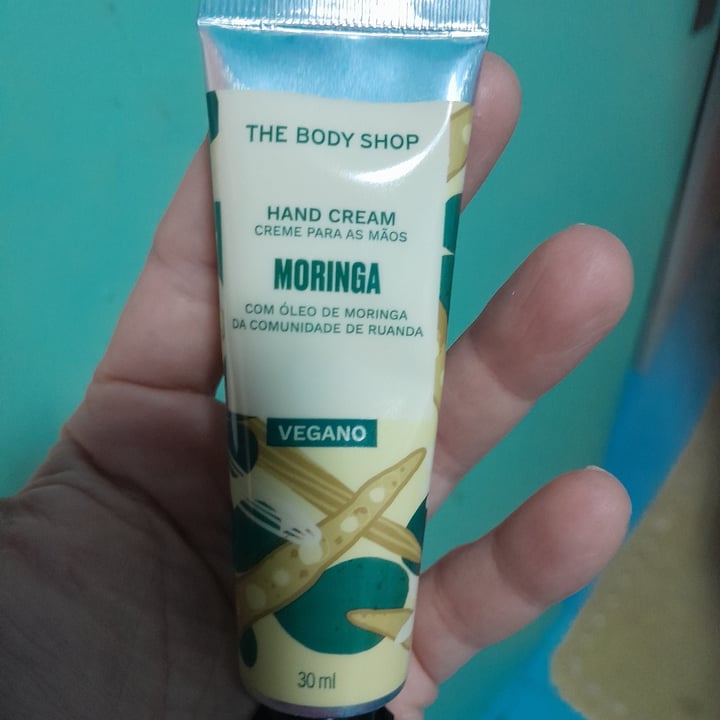 THE BODY SHOP
HAND CREAM
CREME PARA AS MÃOS
MORINGA
COM ÓLEO DE MORINGA
DA COMUNIDADE DE RUANDA
VEGANO
30 ml